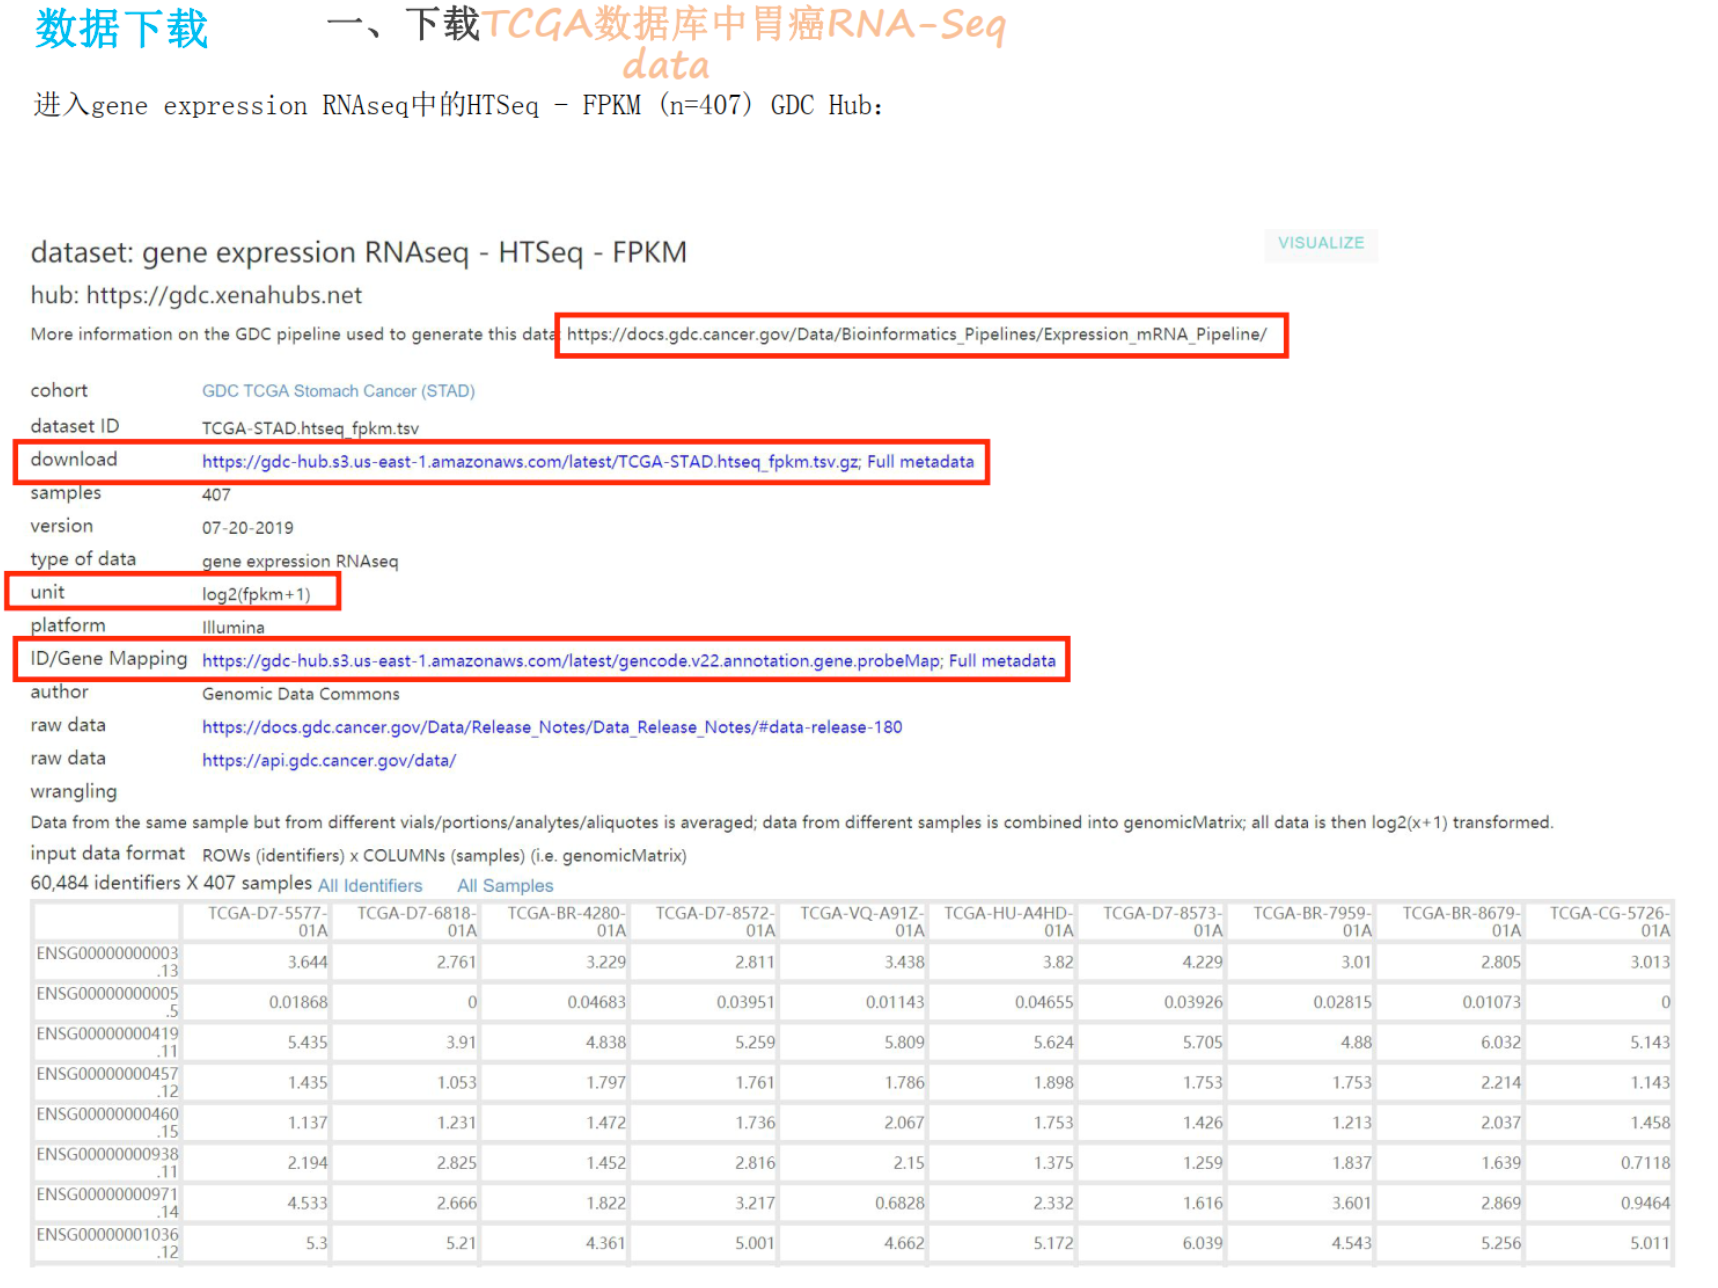 数据下载
一、下载TCGA数据库中胃癌RNA-Seq
data
进入gene expression RNAseq中的HTSeq - FPKM (n=407) GDC Hub:
dataset: gene expression RNAseq - HTSeq - FPKM
VISUALIZE
hub: https://gdc.xenahubs.net
More information on the GDC pipeline used to generate this data: https://docs.gdc.cancer.gov/Data/Bioinformatics_Pipelines/Expression_mRNA_Pipeline/
cohort GDC TCGA Stomach Cancer (STAD)
dataset ID TCGA-STAD.htseq_fpkm.tsv
download https://gdc-hub.s3.us-east-1.amazonaws.com/latest/TCGA-STAD.htseq_fpkm.tsv.gz; Full metadata
samples 407
version 07-20-2019
type of data gene expression RNAseq
unit log2(fpkm+1)
platform Illumina
ID/Gene Mapping https://gdc-hub.s3.us-east-1.amazonaws.com/latest/gencode.v22.annotation.gene.probeMap; Full metadata
author Genomic Data Commons
raw data https://docs.gdc.cancer.gov/Data/Release_Notes/Data_Release_Notes/#data-release-180
raw data https://api.gdc.cancer.gov/data/
wrangling
Data from the same sample but from different vials/portions/analytes/aliquotes is averaged; data from different samples is combined into genomicMatrix; all data is then log2(x+1) transformed.
input data format ROWs (identifiers) x COLUMNs (samples) (i.e. genomicMatrix)
60,484 identifiers X 407 samples All Identifiers All Samples
TCGA-D7-5577-01A TCGA-D7-6818-01A TCGA-BR-4280-01A TCGA-D7-8572-01A TCGA-VQ-A91Z-01A TCGA-HU-A4HD-01A TCGA-D7-8573-01A TCGA-BR-7959-01A TCGA-BR-8679-01A TCGA-CG-5726-01A
ENSG00000000003.13 3.644 2.761 3.229 2.811 3.438 3.82 4.229 3.01 2.805 3.013
ENSG00000000005.5 0.01868 0 0.04683 0.03951 0.01143 0.04655 0.03926 0.02815 0.01073 0
ENSG00000000419.11 5.435 3.91 4.838 5.259 5.809 5.624 5.705 4.88 6.032 5.143
ENSG00000000457.12 1.435 1.053 1.797 1.761 1.786 1.898 1.753 1.753 2.214 1.143
ENSG00000000460.15 1.137 1.231 1.472 1.736 2.067 1.753 1.426 1.213 2.037 1.458
ENSG00000000938.11 2.194 2.825 1.452 2.816 2.15 1.375 1.259 1.837 1.639 0.7118
ENSG00000000971.14 4.533 2.666 1.822 3.217 0.6828 2.332 1.616 3.601 2.869 0.9464
ENSG00000001036.12 5.3 5.21 4.361 5.001 4.662 5.172 6.039 4.543 5.256 5.011